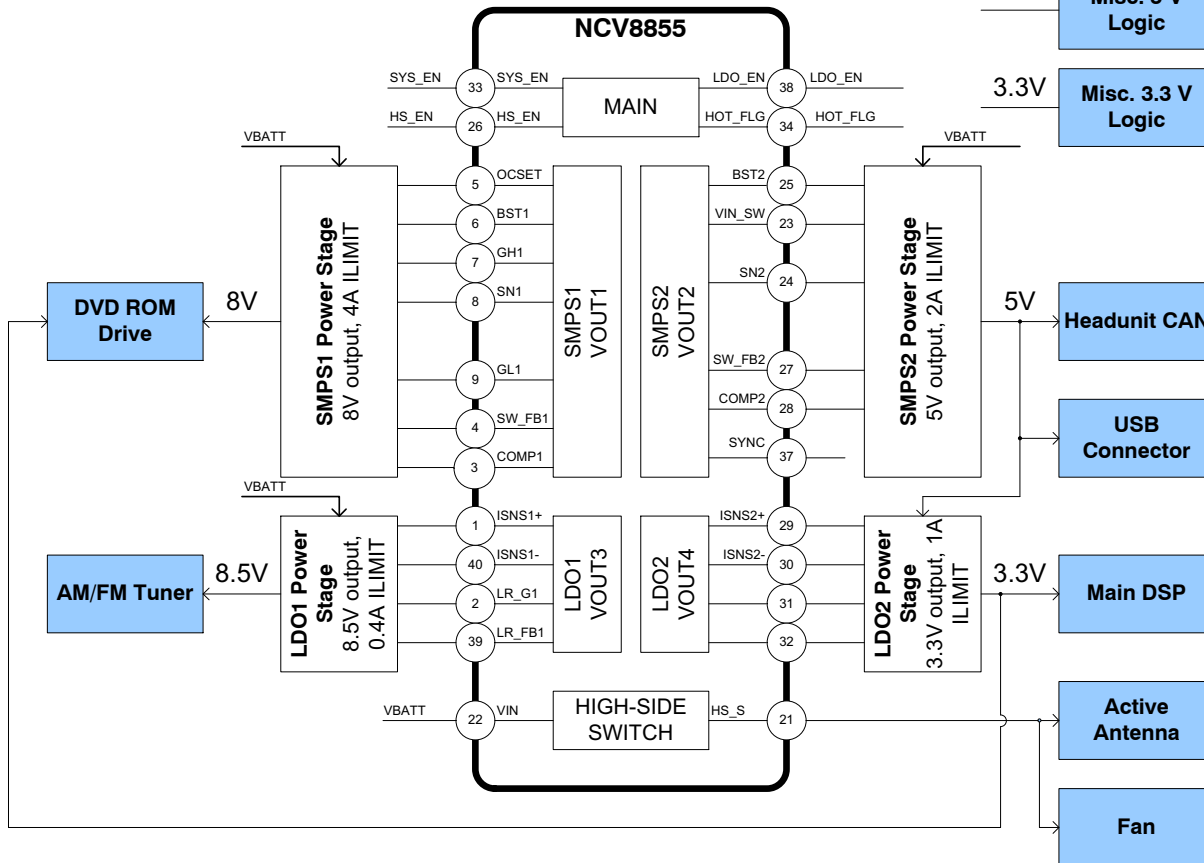 NCV8855
Logic
3.3V
Misc. 3.3 V
Logic
SYS_EN
33
SYS_EN
HS_EN
26
HS_EN
MAIN
LDO_EN
38
LDO_EN
HOT_FLG
34
HOT_FLG
VBATT
SMPS1 Power Stage
8V output, 4A ILIMIT
5
OCSET
6
BST1
7
GH1
8
SN1
9
GL1
4
SW_FB1
3
COMP1
SMPS1
VOUT1
SMPS2
VOUT2
BST2
25
VIN_SW
23
SN2
24
SW_FB2
27
COMP2
28
SYNC
37
VBATT
SMPS2 Power Stage
5V output, 2A ILIMIT
DVD ROM
Drive
8V
5V
Headunit CAN
USB
Connector
VBATT
LDO1 Power
Stage
8.5V output,
0.4A ILIMIT
1
ISNS1+
40
ISNS1-
2
LR_G1
39
LR_FB1
LDO1
VOUT3
LDO2
VOUT4
ISNS2+
29
ISNS2-
30
31
32
LDO2 Power
Stage
3.3V output, 1A
ILIMIT
AM/FM Tuner
8.5V
3.3V
Main DSP
VBATT
22
VIN
HIGH-SIDE
SWITCH
HS_S
21
Active
Antenna
Fan